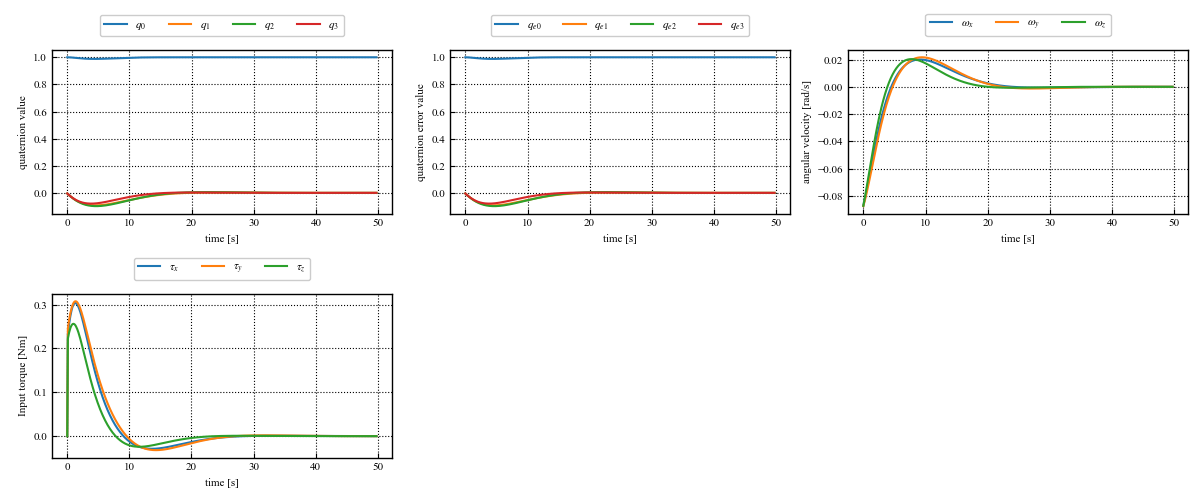 q0 q1 q2 q3
quaternion value
1.0
0.8
0.6
0.4
0.2
0.0
0 10 20 30 40 50
time [s]
qe0 qe1 qe2 qe3
quaternion error value
1.0
0.8
0.6
0.4
0.2
0.0
0 10 20 30 40 50
time [s]
ωx ωy ωz
angular velocity [rad/s]
0.02
0.00
−0.02
−0.04
−0.06
−0.08
0 10 20 30 40 50
time [s]
τx τy τz
Input torque [Nm]
0.3
0.2
0.1
0.0
0 10 20 30 40 50
time [s]